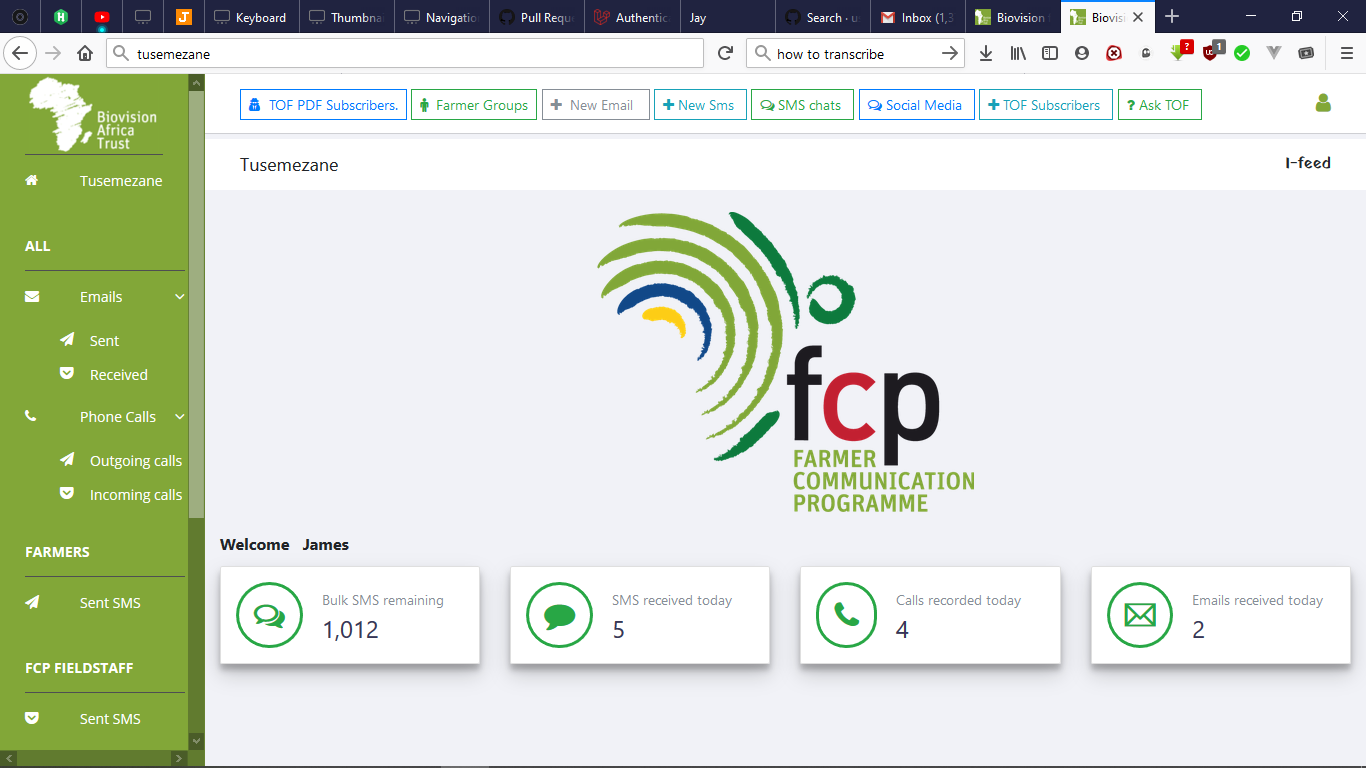 Keyboard
Thumbna
Navigatio
Pull Requ
Authentic
Jay
Search · u
Inbox (1,3
Biovision
Biovisi
tusemezane
how to transcribe
?
1
Biovision
Africa
Trust
Tusemezane
ALL
Emails
Sent
Received
Phone Calls
Outgoing calls
Incoming calls
FARMERS
Sent SMS
FCP FIELDSTAFF
Sent SMS
TOF PDF Subscribers.
Farmer Groups
New Email
New Sms
SMS chats
Social Media
TOF Subscribers
? Ask TOF
Tusemezane
I-feed
fcp
FARMER
COMMUNICATION
PROGRAMME
Welcome James
Bulk SMS remaining
1,012
SMS received today
5
Calls recorded today
4
Emails received today
2